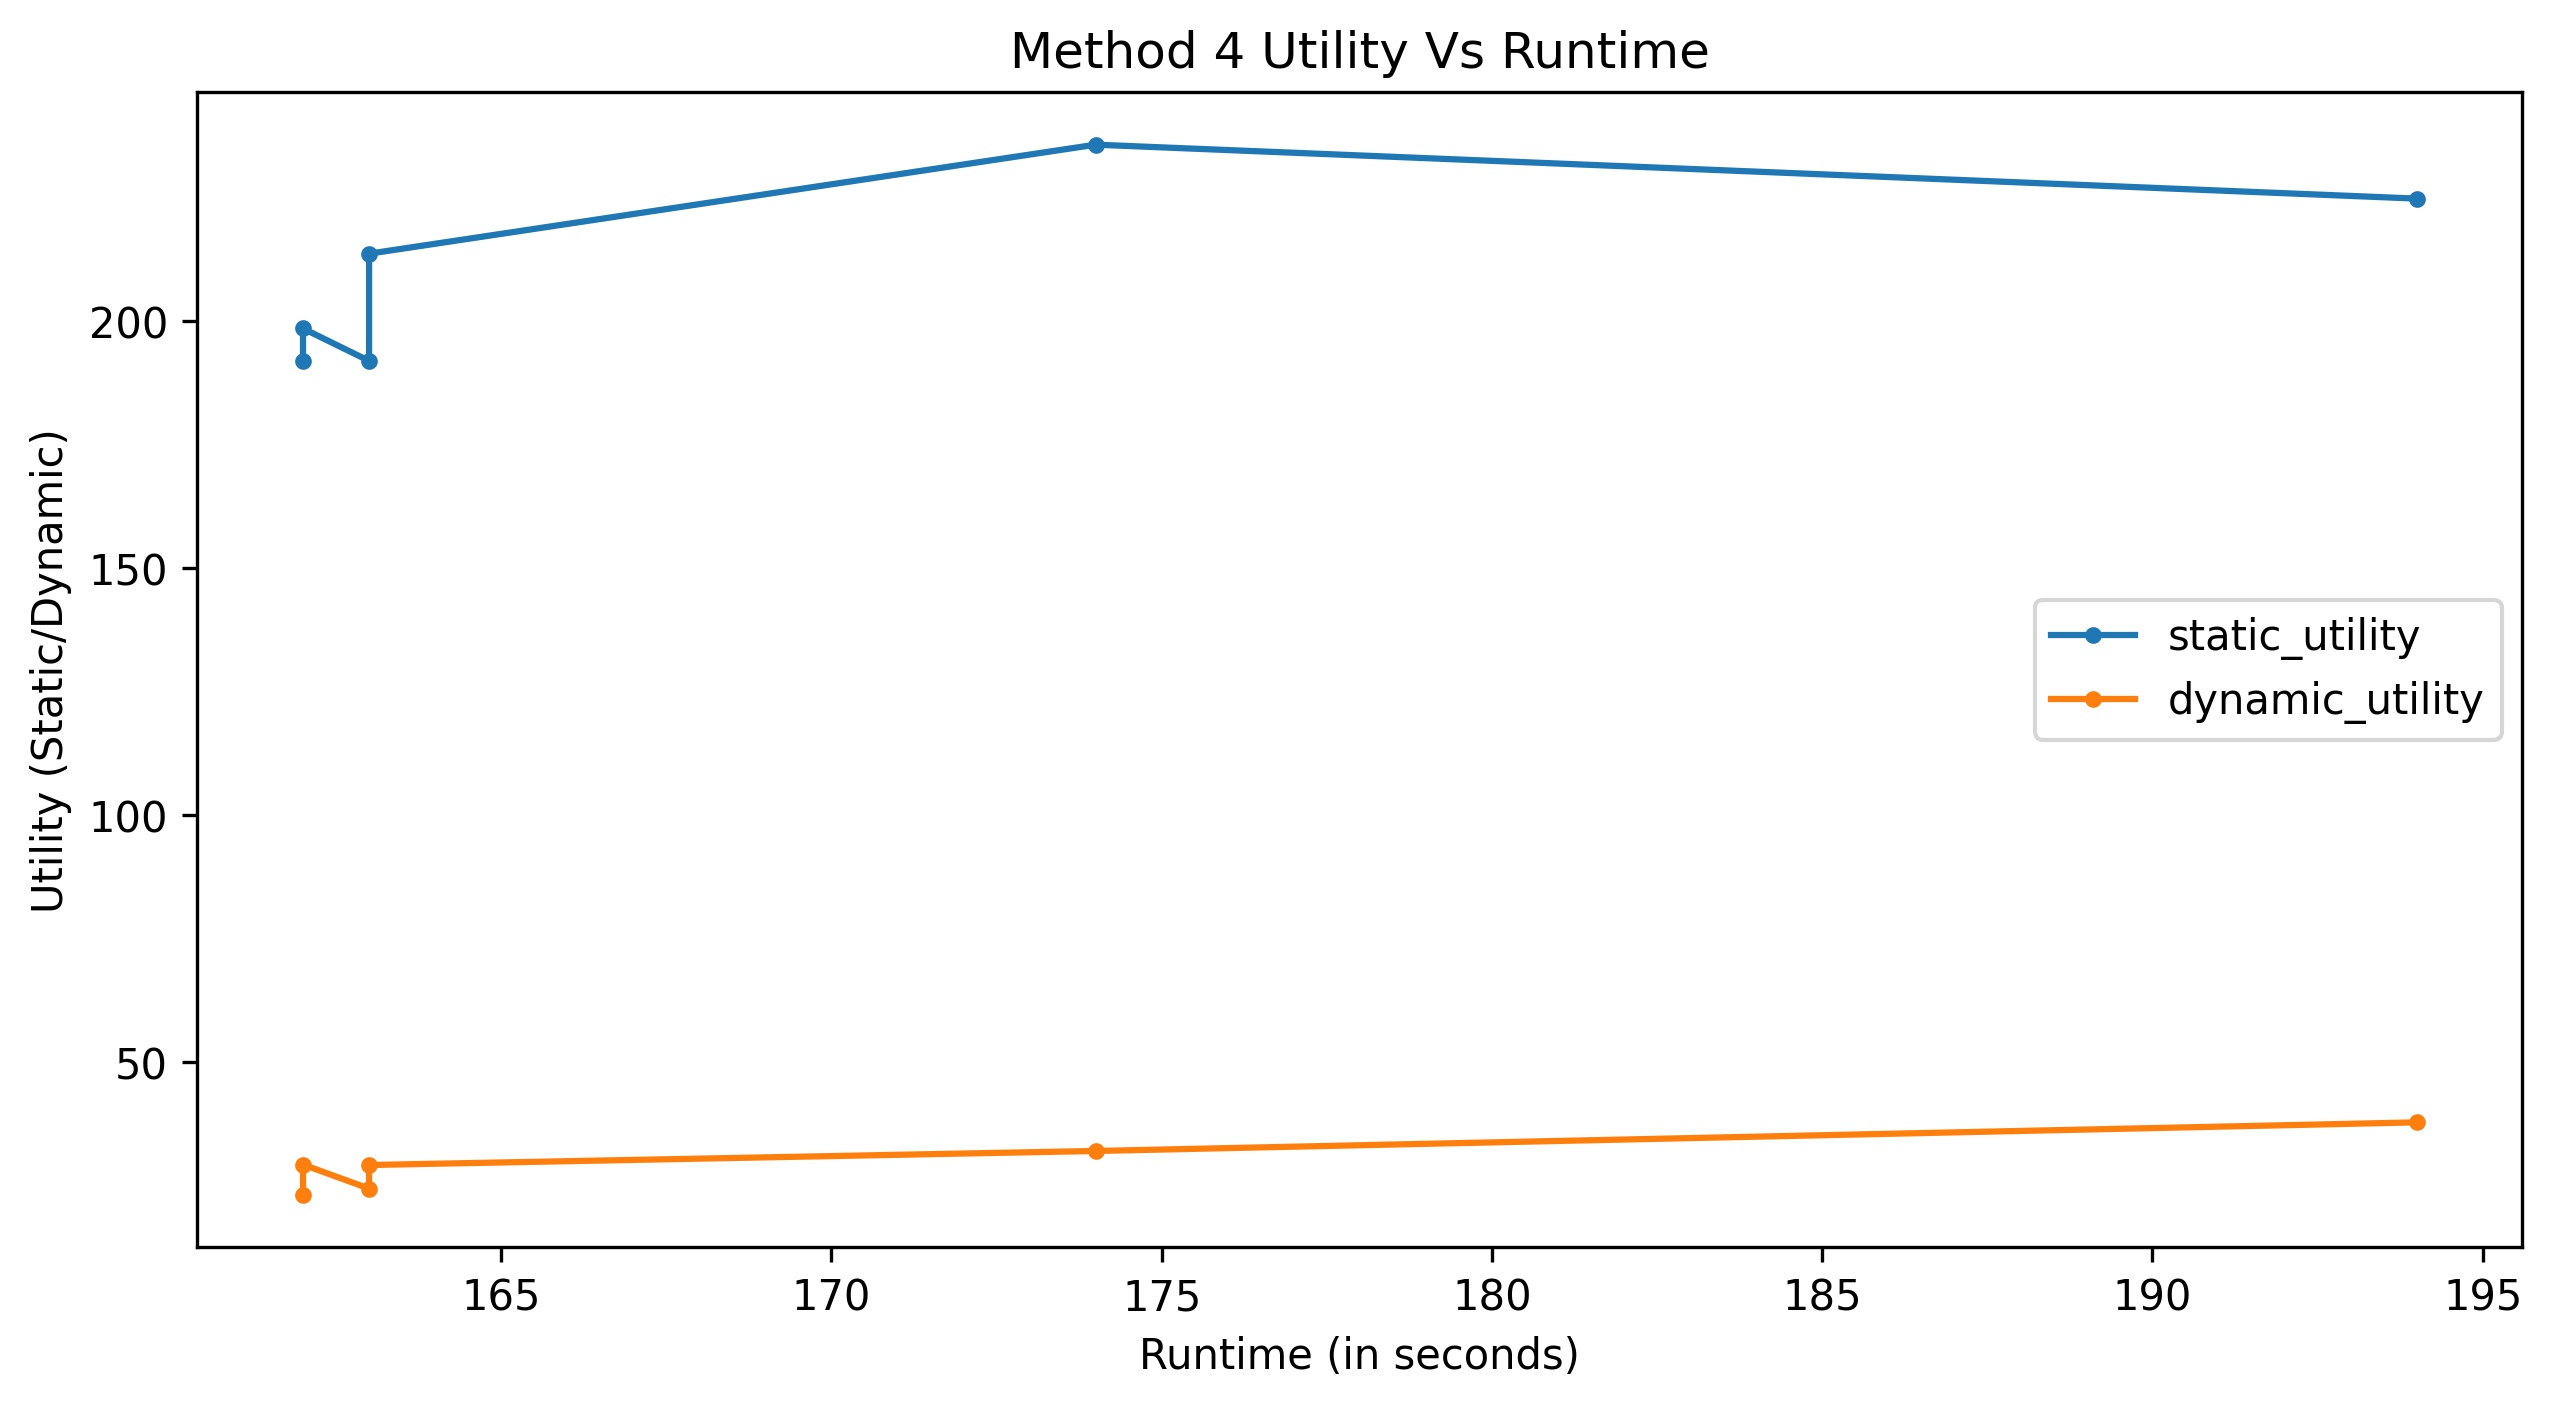 Method 4 Utility Vs Runtime
Utility (Static/Dynamic)
200
150
100
50
static_utility
dynamic_utility
165 170 175 180 185 190 195
Runtime (in seconds)